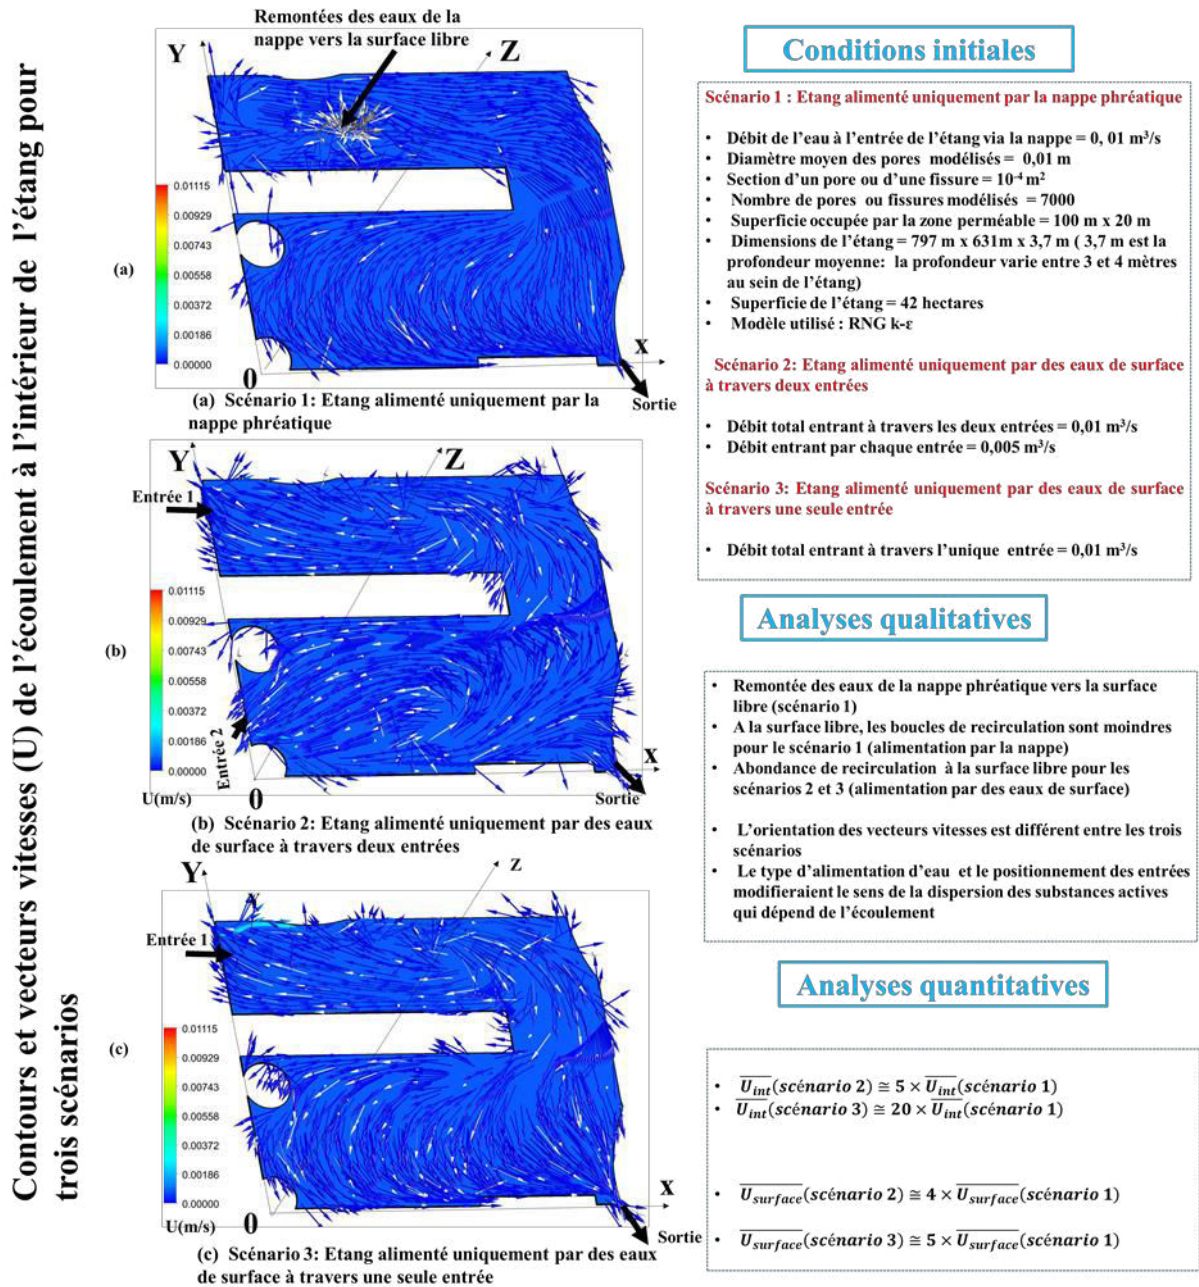 Contours et vecteurs vitesses (U) de l’écoulement à l’intérieur de l’étang pour
trois scénarios
Remontées des eaux de la
nappe vers la surface libre
Y
Z
0.01115
0.00929
0.00743
0.00558
0.00372
0.00186
0.00000
(a)
0
X
Sortie
(a) Scénario 1: Etang alimenté uniquement par la
nappe phréatique
Y
Z
Entrée 1
0.01115
0.00929
0.00743
0.00558
0.00372
0.00186
0.00000
U(m/s)
(b)
Entrée 2
0
X
Sortie
(b) Scénario 2: Etang alimenté uniquement par des eaux
de surface à travers deux entrées
Y
Z
Entrée 1
0.01115
0.00929
0.00743
0.00558
0.00372
0.00186
0.00000
U(m/s)
(c)
0
X
Sortie
(c) Scénario 3: Etang alimenté uniquement par des eaux
de surface à travers une seule entrée
Conditions initiales
Scénario 1 : Etang alimenté uniquement par la nappe phréatique
• Débit de l’eau à l’entrée de l’étang via la nappe = 0, 01 m³/s
• Diamètre moyen des pores modélisés = 0,01 m
• Section d’un pore ou d’une fissure = 10⁻⁴ m²
• Nombre de pores ou fissures modélisés = 7000
• Superficie occupée par la zone perméable = 100 m x 20 m
• Dimensions de l’étang = 797 m x 631m x 3,7 m ( 3,7 m est la
profondeur moyenne: la profondeur varie entre 3 et 4 mètres
au sein de l’étang)
• Superficie de l’étang = 42 hectares
• Modèle utilisé : RNG k-ε
Scénario 2: Etang alimenté uniquement par des eaux de surface
à travers deux entrées
• Débit total entrant à travers les deux entrées = 0,01 m³/s
• Débit entrant par chaque entrée = 0,005 m³/s
Scénario 3: Etang alimenté uniquement par des eaux de surface
à travers une seule entrée
• Débit total entrant à travers l’unique entrée = 0,01 m³/s
Analyses qualitatives
• Remontée des eaux de la nappe phréatique vers la surface
libre (scénario 1)
• A la surface libre, les boucles de recirculation sont moindres
pour le scénario 1 (alimentation par la nappe)
• Abondance de recirculation à la surface libre pour les
scénarios 2 et 3 (alimentation par des eaux de surface)
• L’orientation des vecteurs vitesses est différent entre les trois
scénarios
• Le type d’alimentation d’eau et le positionnement des entrées
modifieraient le sens de la dispersion des substances actives
qui dépend de l’écoulement
Analyses quantitatives
• U̅i̅n̅t̅(scénario 2) ≅ 5 × U̅i̅n̅t̅(scénario 1)
• U̅i̅n̅t̅(scénario 3) ≅ 20 × U̅i̅n̅t̅(scénario 1)
• U̅s̅u̅r̅f̅a̅c̅e̅(scénario 2) ≅ 4 × U̅s̅u̅r̅f̅a̅c̅e̅(scénario 1)
• U̅s̅u̅r̅f̅a̅c̅e̅(scénario 3) ≅ 5 × U̅s̅u̅r̅f̅a̅c̅e̅(scénario 1)